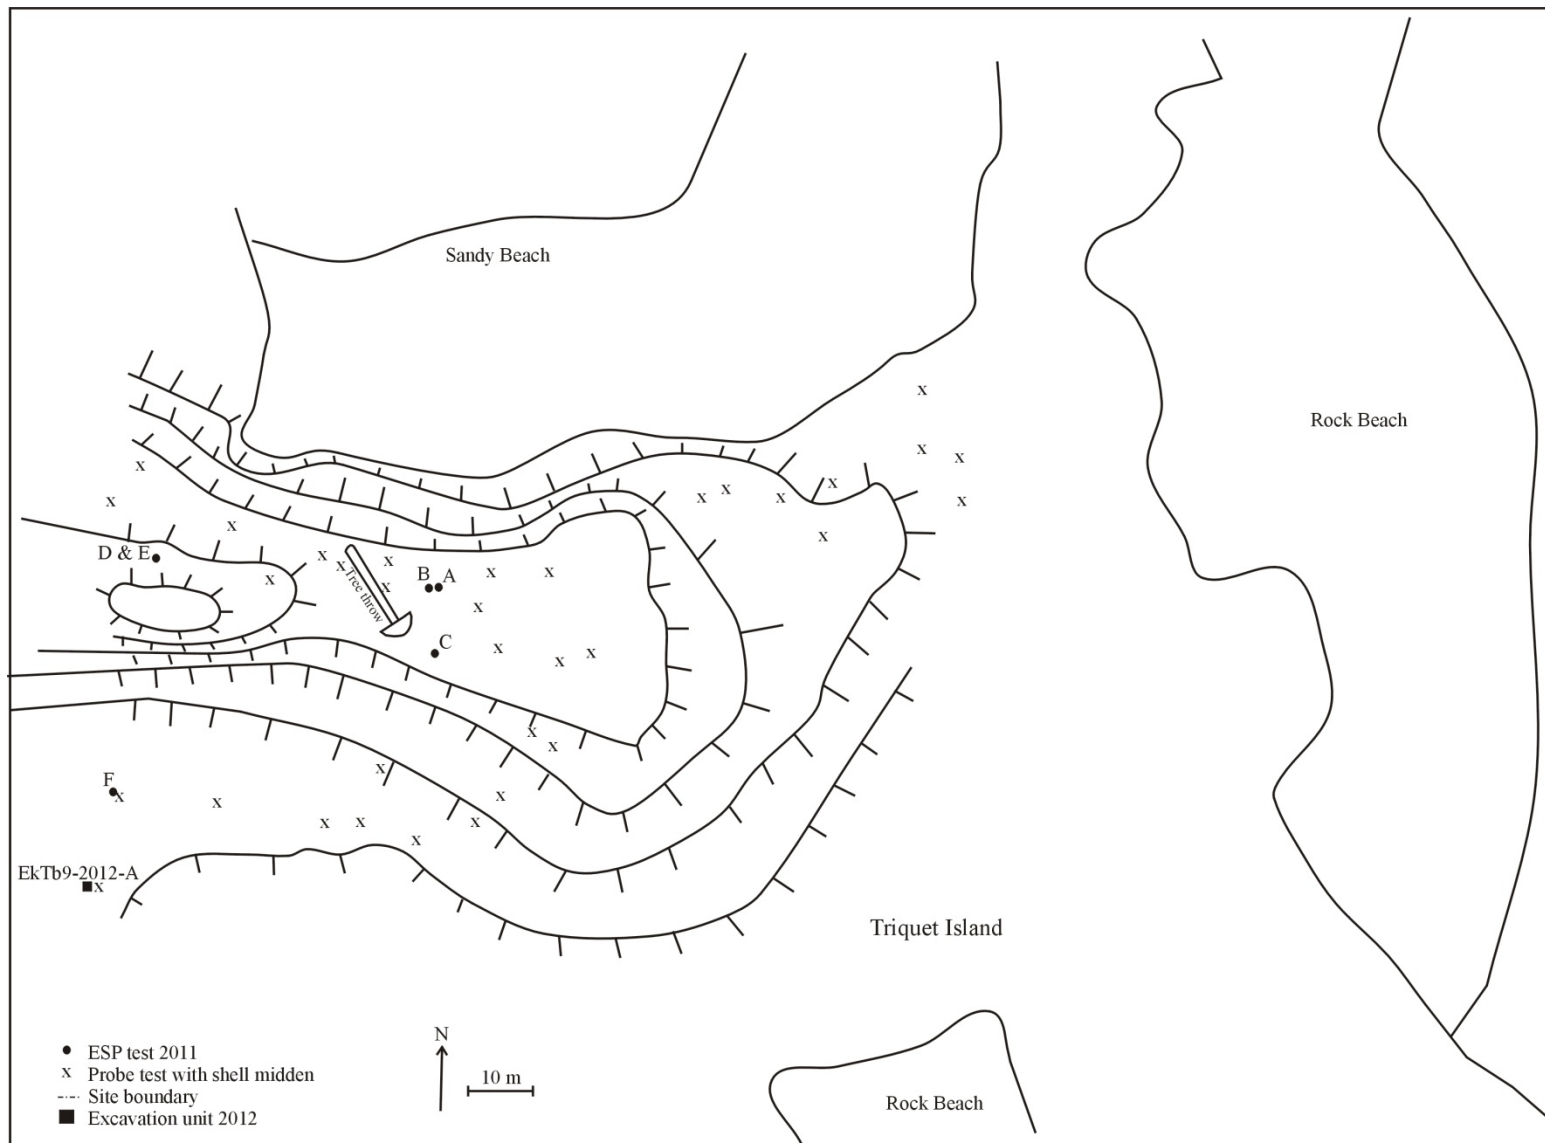 Sandy Beach
Rock Beach
D & E
B A
Tree throw
C
F
EkTb9-2012-A
Triquet Island
N
10 m
Rock Beach
ESP test 2011
x Probe test with shell midden
Site boundary
Excavation unit 2012